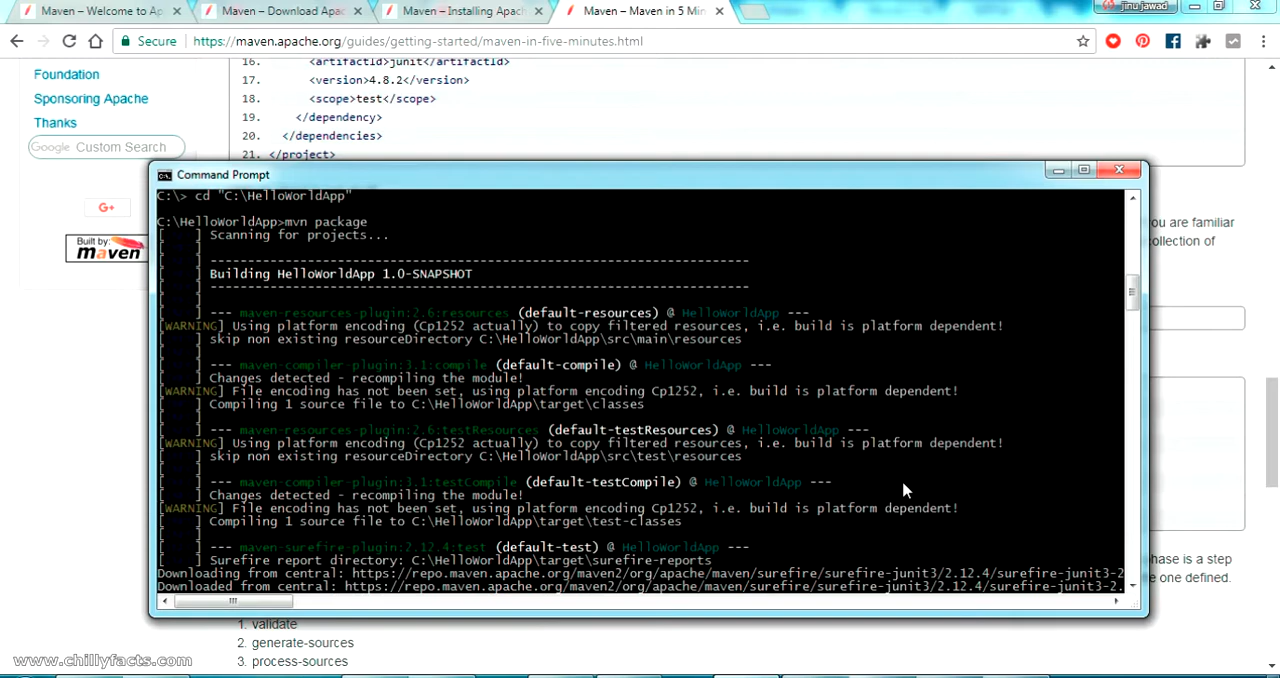 Maven – Welcome to Ap
Maven – Download Apac
Maven – Installing Apach
Maven – Maven in 5 Min
jinu jawad
Secure
https://maven.apache.org/guides/getting-started/maven-in-five-minutes.html
Foundation
Sponsoring Apache
Thanks
Google Custom Search
G+
Built by:
maven
16. <artifactId>junit</artifactId>
17. <version>4.8.2</version>
18. <scope>test</scope>
19. </dependency>
20. </dependencies>
21. </project>
Command Prompt
C:\> cd "C:\HelloWorldApp"
C:\HelloWorldApp>mvn package
[ ] Scanning for projects...
[ ]
[ ] ------------------------------------------------------------------------
[ ] Building HelloWorldApp 1.0-SNAPSHOT
[ ] ------------------------------------------------------------------------
[ ]
[ ] --- maven-resources-plugin:2.6:resources (default-resources) @ HelloWorldApp ---
[WARNING] Using platform encoding (Cp1252 actually) to copy filtered resources, i.e. build is platform dependent!
[ ] skip non existing resourceDirectory C:\HelloWorldApp\src\main\resources
[ ]
[ ] --- maven-compiler-plugin:3.1:compile (default-compile) @ HelloWorldApp ---
[ ] Changes detected - recompiling the module!
[WARNING] File encoding has not been set, using platform encoding Cp1252, i.e. build is platform dependent!
[ ] Compiling 1 source file to C:\HelloWorldApp\target\classes
[ ]
[ ] --- maven-resources-plugin:2.6:testResources (default-testResources) @ HelloWorldApp ---
[WARNING] Using platform encoding (Cp1252 actually) to copy filtered resources, i.e. build is platform dependent!
[ ] skip non existing resourceDirectory C:\HelloWorldApp\src\test\resources
[ ]
[ ] --- maven-compiler-plugin:3.1:testCompile (default-testCompile) @ HelloWorldApp ---
[ ] Changes detected - recompiling the module!
[WARNING] File encoding has not been set, using platform encoding Cp1252, i.e. build is platform dependent!
[ ] Compiling 1 source file to C:\HelloWorldApp\target\test-classes
[ ]
[ ] --- maven-surefire-plugin:2.12.4:test (default-test) @ HelloWorldApp ---
[ ] Surefire report directory: C:\HelloWorldApp\target\surefire-reports
Downloading from central: https://repo.maven.apache.org/maven2/org/apache/maven/surefire/surefire-junit3/2.12.4/surefire-junit3-2
Downloaded from central: https://repo.maven.apache.org/maven2/org/apache/maven/surefire/surefire-junit3/2.12.4/surefire-junit3-2.
ou are familiar
ollection of
hase is a step
e one defined.
1. validate
2. generate-sources
3. process-sources
www.chillyfacts.com